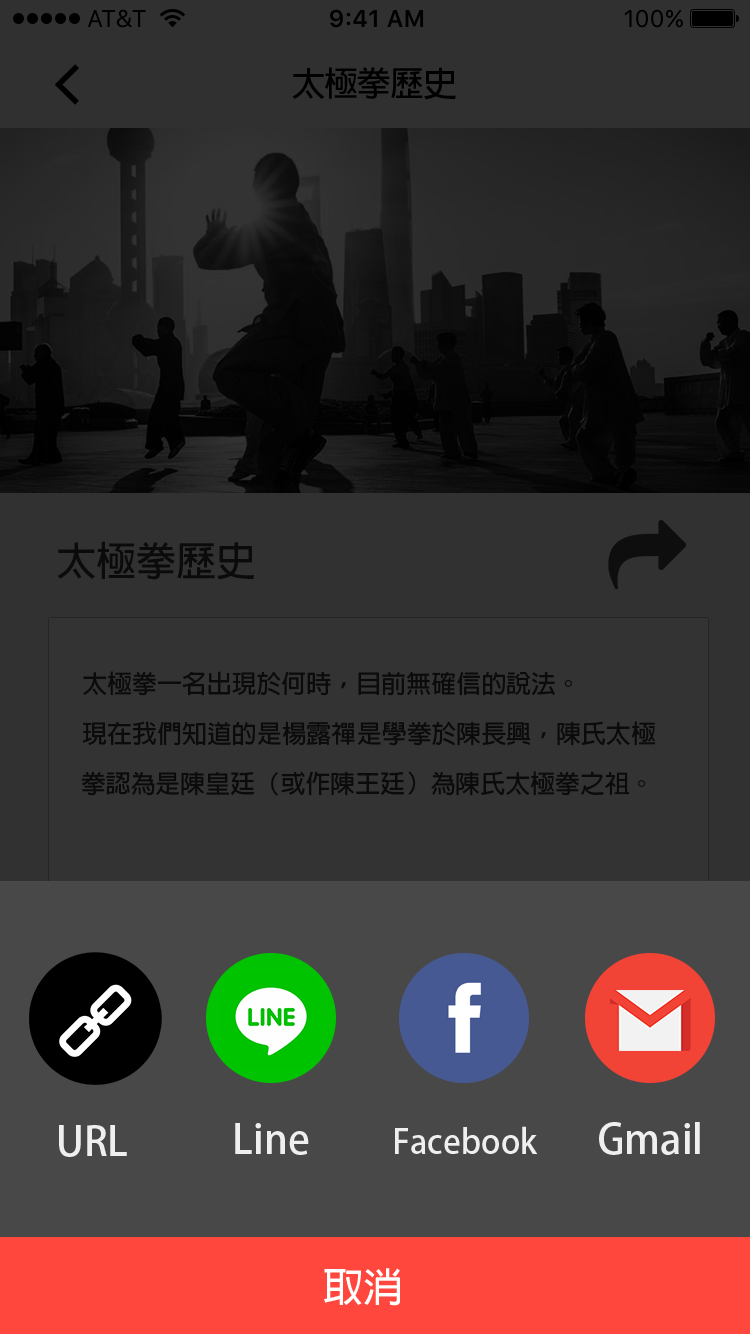 AT&T 9:41 AM 100%
太極拳歷史
太極拳歷史
太極拳一名出現於何時，目前無確信的說法。
現在我們知道的是楊露禪是學拳於陳長興，陳氏太極
拳認為是陳皇廷（或作陳王廷）為陳氏太極拳之祖。
LINE
URL Line Facebook Gmail
取消